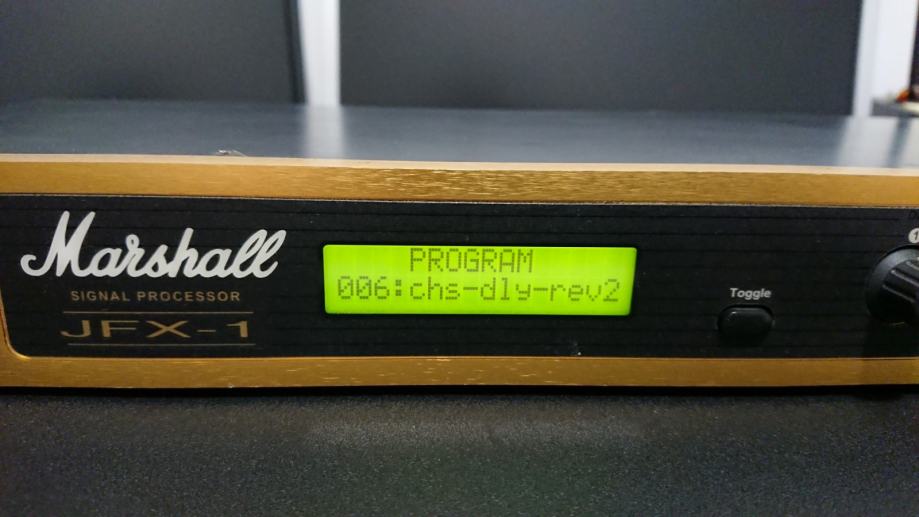 Marshall
SIGNAL PROCESSOR
JFX-1
PROGRAM
006:chs-dly-rev2
Toggle